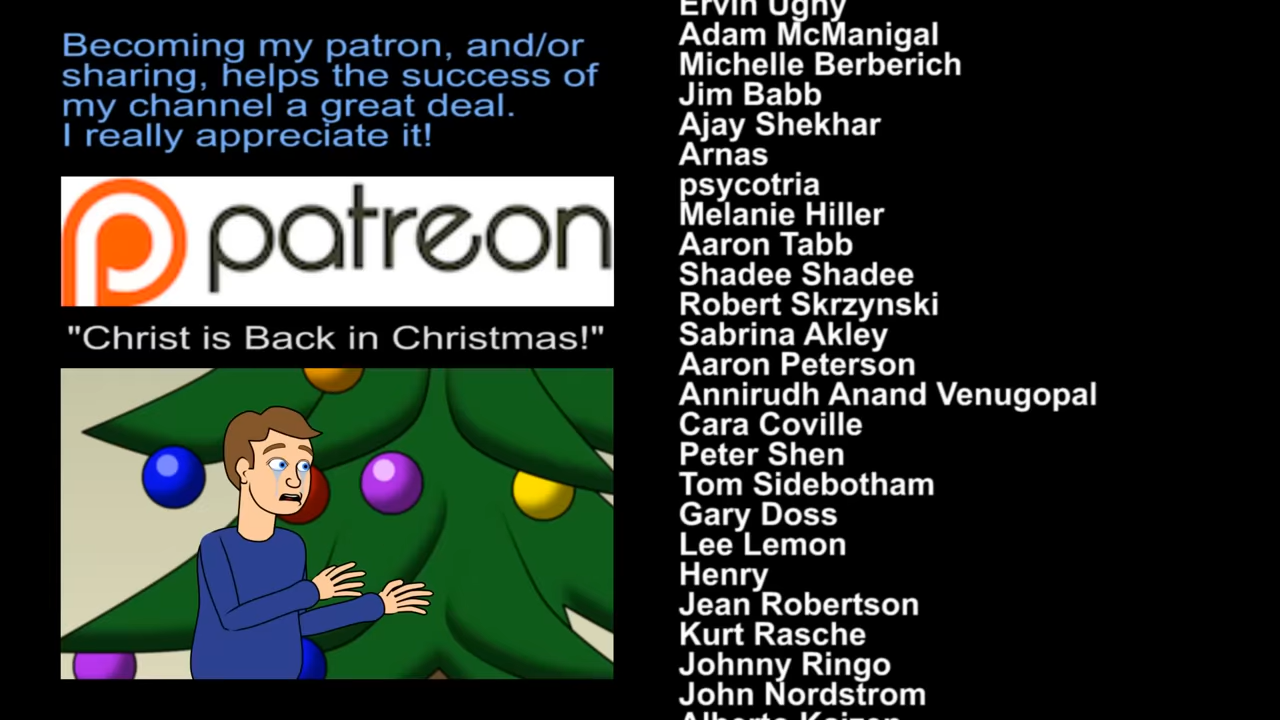 Becoming my patron, and/or
sharing, helps the success of
my channel a great deal.
I really appreciate it!
patreon
"Christ is Back in Christmas!"
Ervin Ughy
Adam McManigal
Michelle Berberich
Jim Babb
Ajay Shekhar
Arnas
psycotria
Melanie Hiller
Aaron Tabb
Shadee Shadee
Robert Skrzynski
Sabrina Akley
Aaron Peterson
Annirudh Anand Venugopal
Cara Coville
Peter Shen
Tom Sidebotham
Gary Doss
Lee Lemon
Henry
Jean Robertson
Kurt Rasche
Johnny Ringo
John Nordstrom